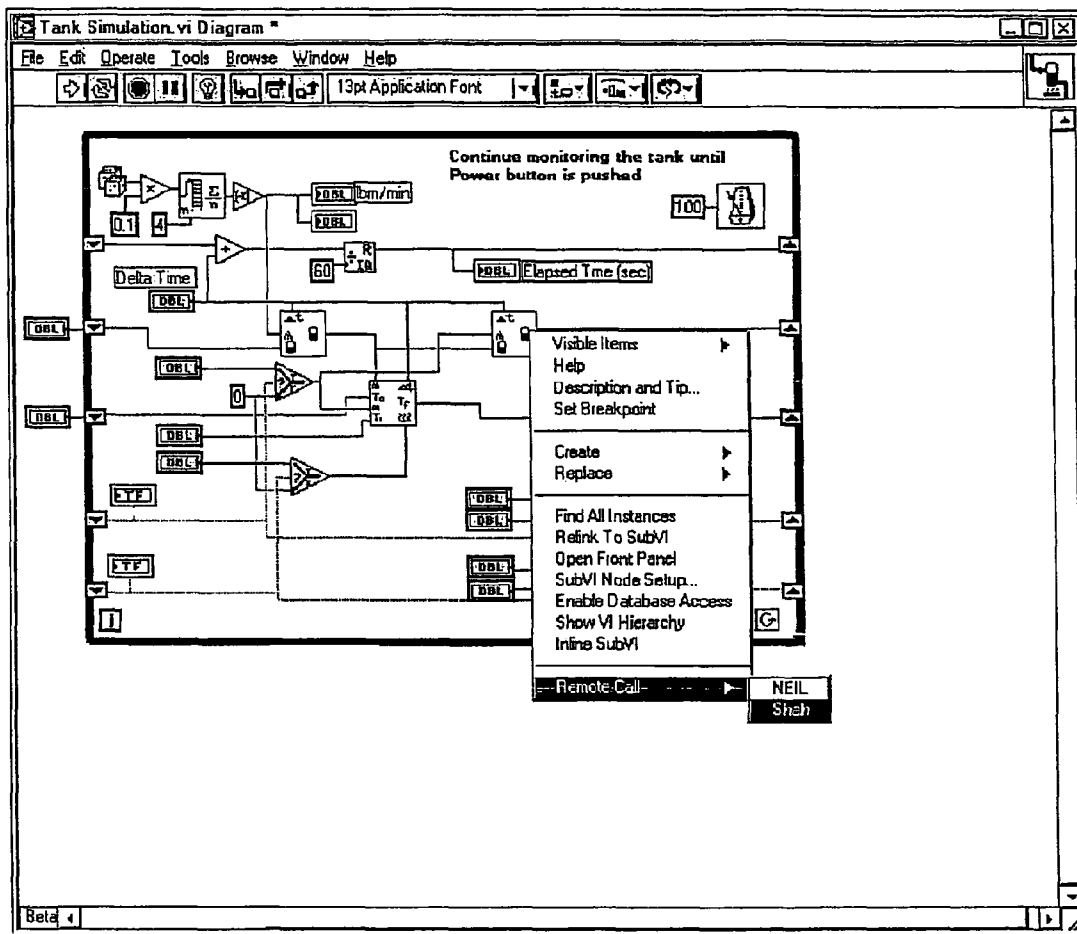 Tank Simulation.vi Diagram *
File Edit Operate Tools Browse Window Help
13pt Application Font
Continue monitoring the tank until
Power button is pushed
DBL lbm/min
0.1
4
DBL
100
+
R
IQ
60
DBL Elapsed Time (sec)
Delta Time
DBL
DBL
DBL
0
DBL
DBL
DBL
TF
TF
DBL
DBL
DBL
DBL
i
Visible Items
Help
Description and Tip...
Set Breakpoint
Create
Replace
Find All Instances
Relink To SubVI
Open Front Panel
SubVI Node Setup...
Enable Database Access
Show VI Hierarchy
Inline SubVI
Remote Call
NEIL
Shah
Beta